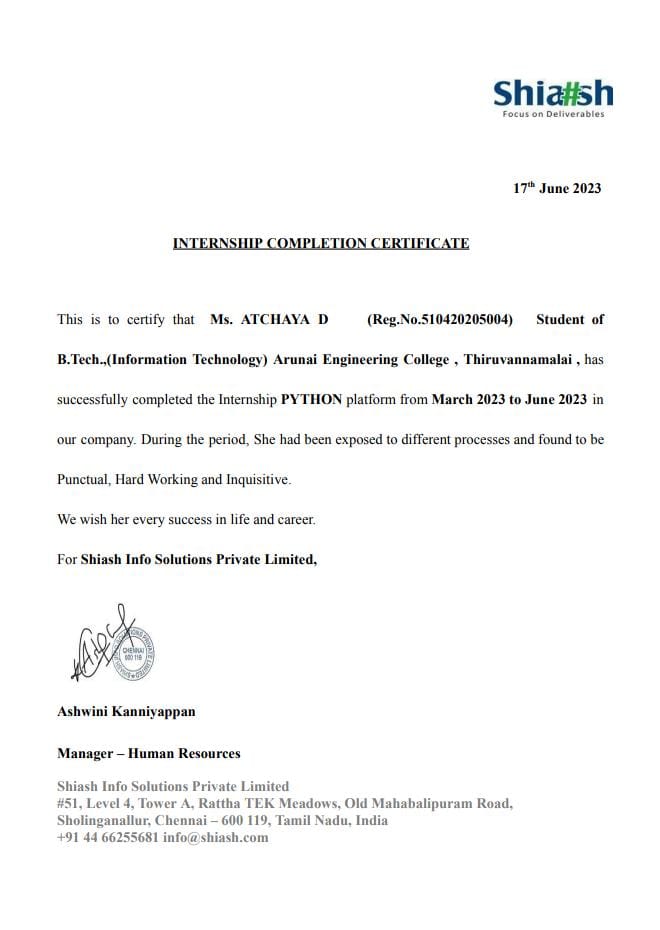 Shia#sh
Focus on Deliverables
17th June 2023
INTERNSHIP COMPLETION CERTIFICATE
This is to certify that Ms. ATCHAYA D (Reg.No.510420205004) Student of
B.Tech.,(Information Technology) Arunai Engineering College , Thiruvannamalai , has
successfully completed the Internship PYTHON platform from March 2023 to June 2023 in
our company. During the period, She had been exposed to different processes and found to be
Punctual, Hard Working and Inquisitive.
We wish her every success in life and career.
For Shiash Info Solutions Private Limited,
CHENNAI
600 119
Ashwini Kanniyappan
Manager – Human Resources
Shiash Info Solutions Private Limited
#51, Level 4, Tower A, Rattha TEK Meadows, Old Mahabalipuram Road,
Sholinganallur, Chennai – 600 119, Tamil Nadu, India
+91 44 66255681 info@shiash.com